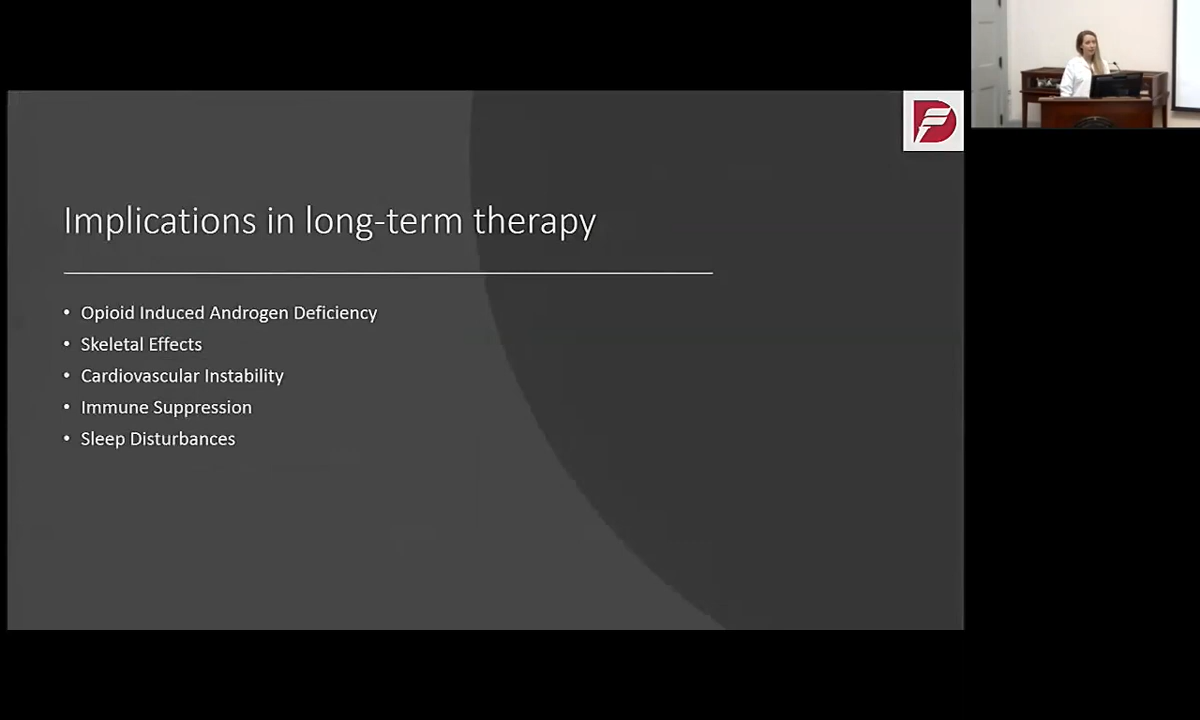 Implications in long-term therapy
• Opioid Induced Androgen Deficiency
• Skeletal Effects
• Cardiovascular Instability
• Immune Suppression
• Sleep Disturbances